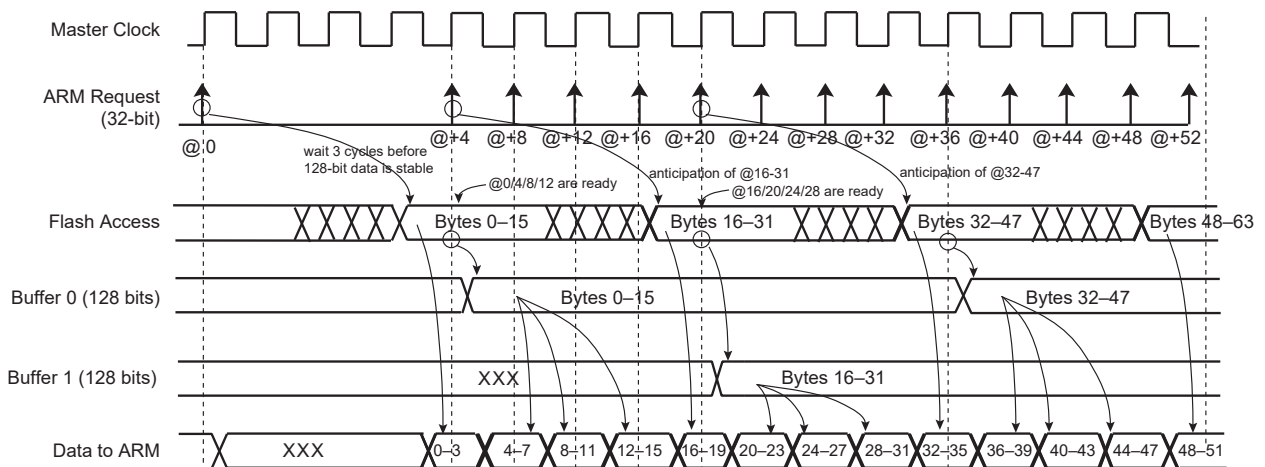 Master Clock
ARM Request
(32-bit)
@ 0
@+4
@+8
@+12
@+16
@+20
@+24
@+28
@+32
@+36
@+40
@+44
@+48
@+52
wait 3 cycles before
128-bit data is stable
@0/4/8/12 are ready
anticipation of @16-31
@16/20/24/28 are ready
anticipation of @32-47
Flash Access
Bytes 0–15
Bytes 16–31
Bytes 32–47
Bytes 48–63
Buffer 0 (128 bits)
Bytes 0–15
Bytes 32–47
Buffer 1 (128 bits)
XXX
Bytes 16–31
Data to ARM
XXX
0–3
4–7
8–11
12–15
16–19
20–23
24–27
28–31
32–35
36–39
40–43
44–47
48–51